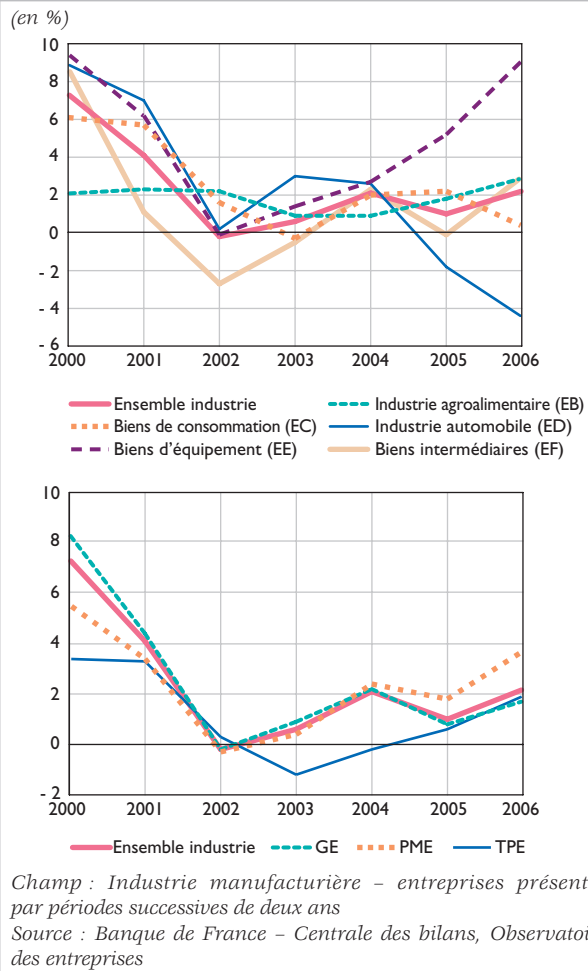 (en %)
10
8
6
4
2
0
- 2
- 4
- 6
2000 2001 2002 2003 2004 2005 2006
Ensemble industrie Industrie agroalimentaire (EB)
Biens de consommation (EC) Industrie automobile (ED)
Biens d'équipement (EE) Biens intermédiaires (EF)
10
8
6
4
2
0
- 2
2000 2001 2002 2003 2004 2005 2006
Ensemble industrie GE PME TPE
Champ : Industrie manufacturière – entreprises présent
par périodes successives de deux ans
Source : Banque de France – Centrale des bilans, Observatoi
des entreprises